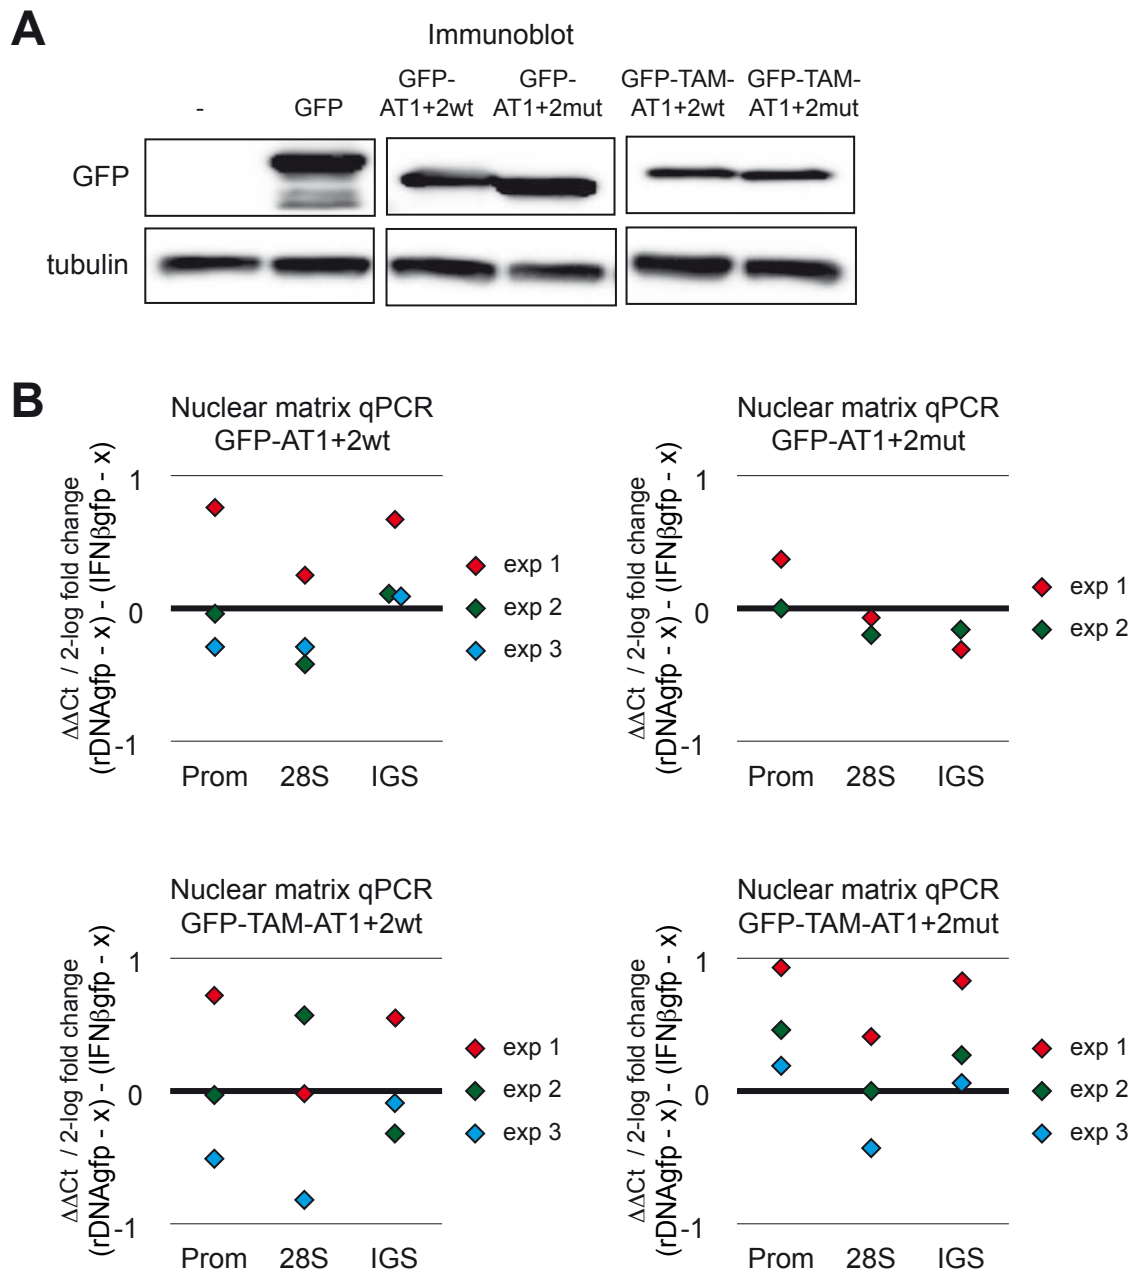 A
Immunoblot
- GFP GFP-AT1+2wt GFP-AT1+2mut GFP-TAM-AT1+2wt GFP-TAM-AT1+2mut
GFP
tubulin
B
Nuclear matrix qPCR
GFP-AT1+2wt
ΔΔCt / 2-log fold change
(rDNAgfp - x) - (IFNβgfp - x)
1
0
-1
Prom 28S IGS
exp 1
exp 2
exp 3
Nuclear matrix qPCR
GFP-AT1+2mut
ΔΔCt / 2-log fold change
(rDNAgfp - x) - (IFNβgfp - x)
1
0
-1
Prom 28S IGS
exp 1
exp 2
Nuclear matrix qPCR
GFP-TAM-AT1+2wt
ΔΔCt / 2-log fold change
(rDNAgfp - x) - (IFNβgfp - x)
1
0
-1
Prom 28S IGS
exp 1
exp 2
exp 3
Nuclear matrix qPCR
GFP-TAM-AT1+2mut
ΔΔCt / 2-log fold change
(rDNAgfp - x) - (IFNβgfp - x)
1
0
-1
Prom 28S IGS
exp 1
exp 2
exp 3